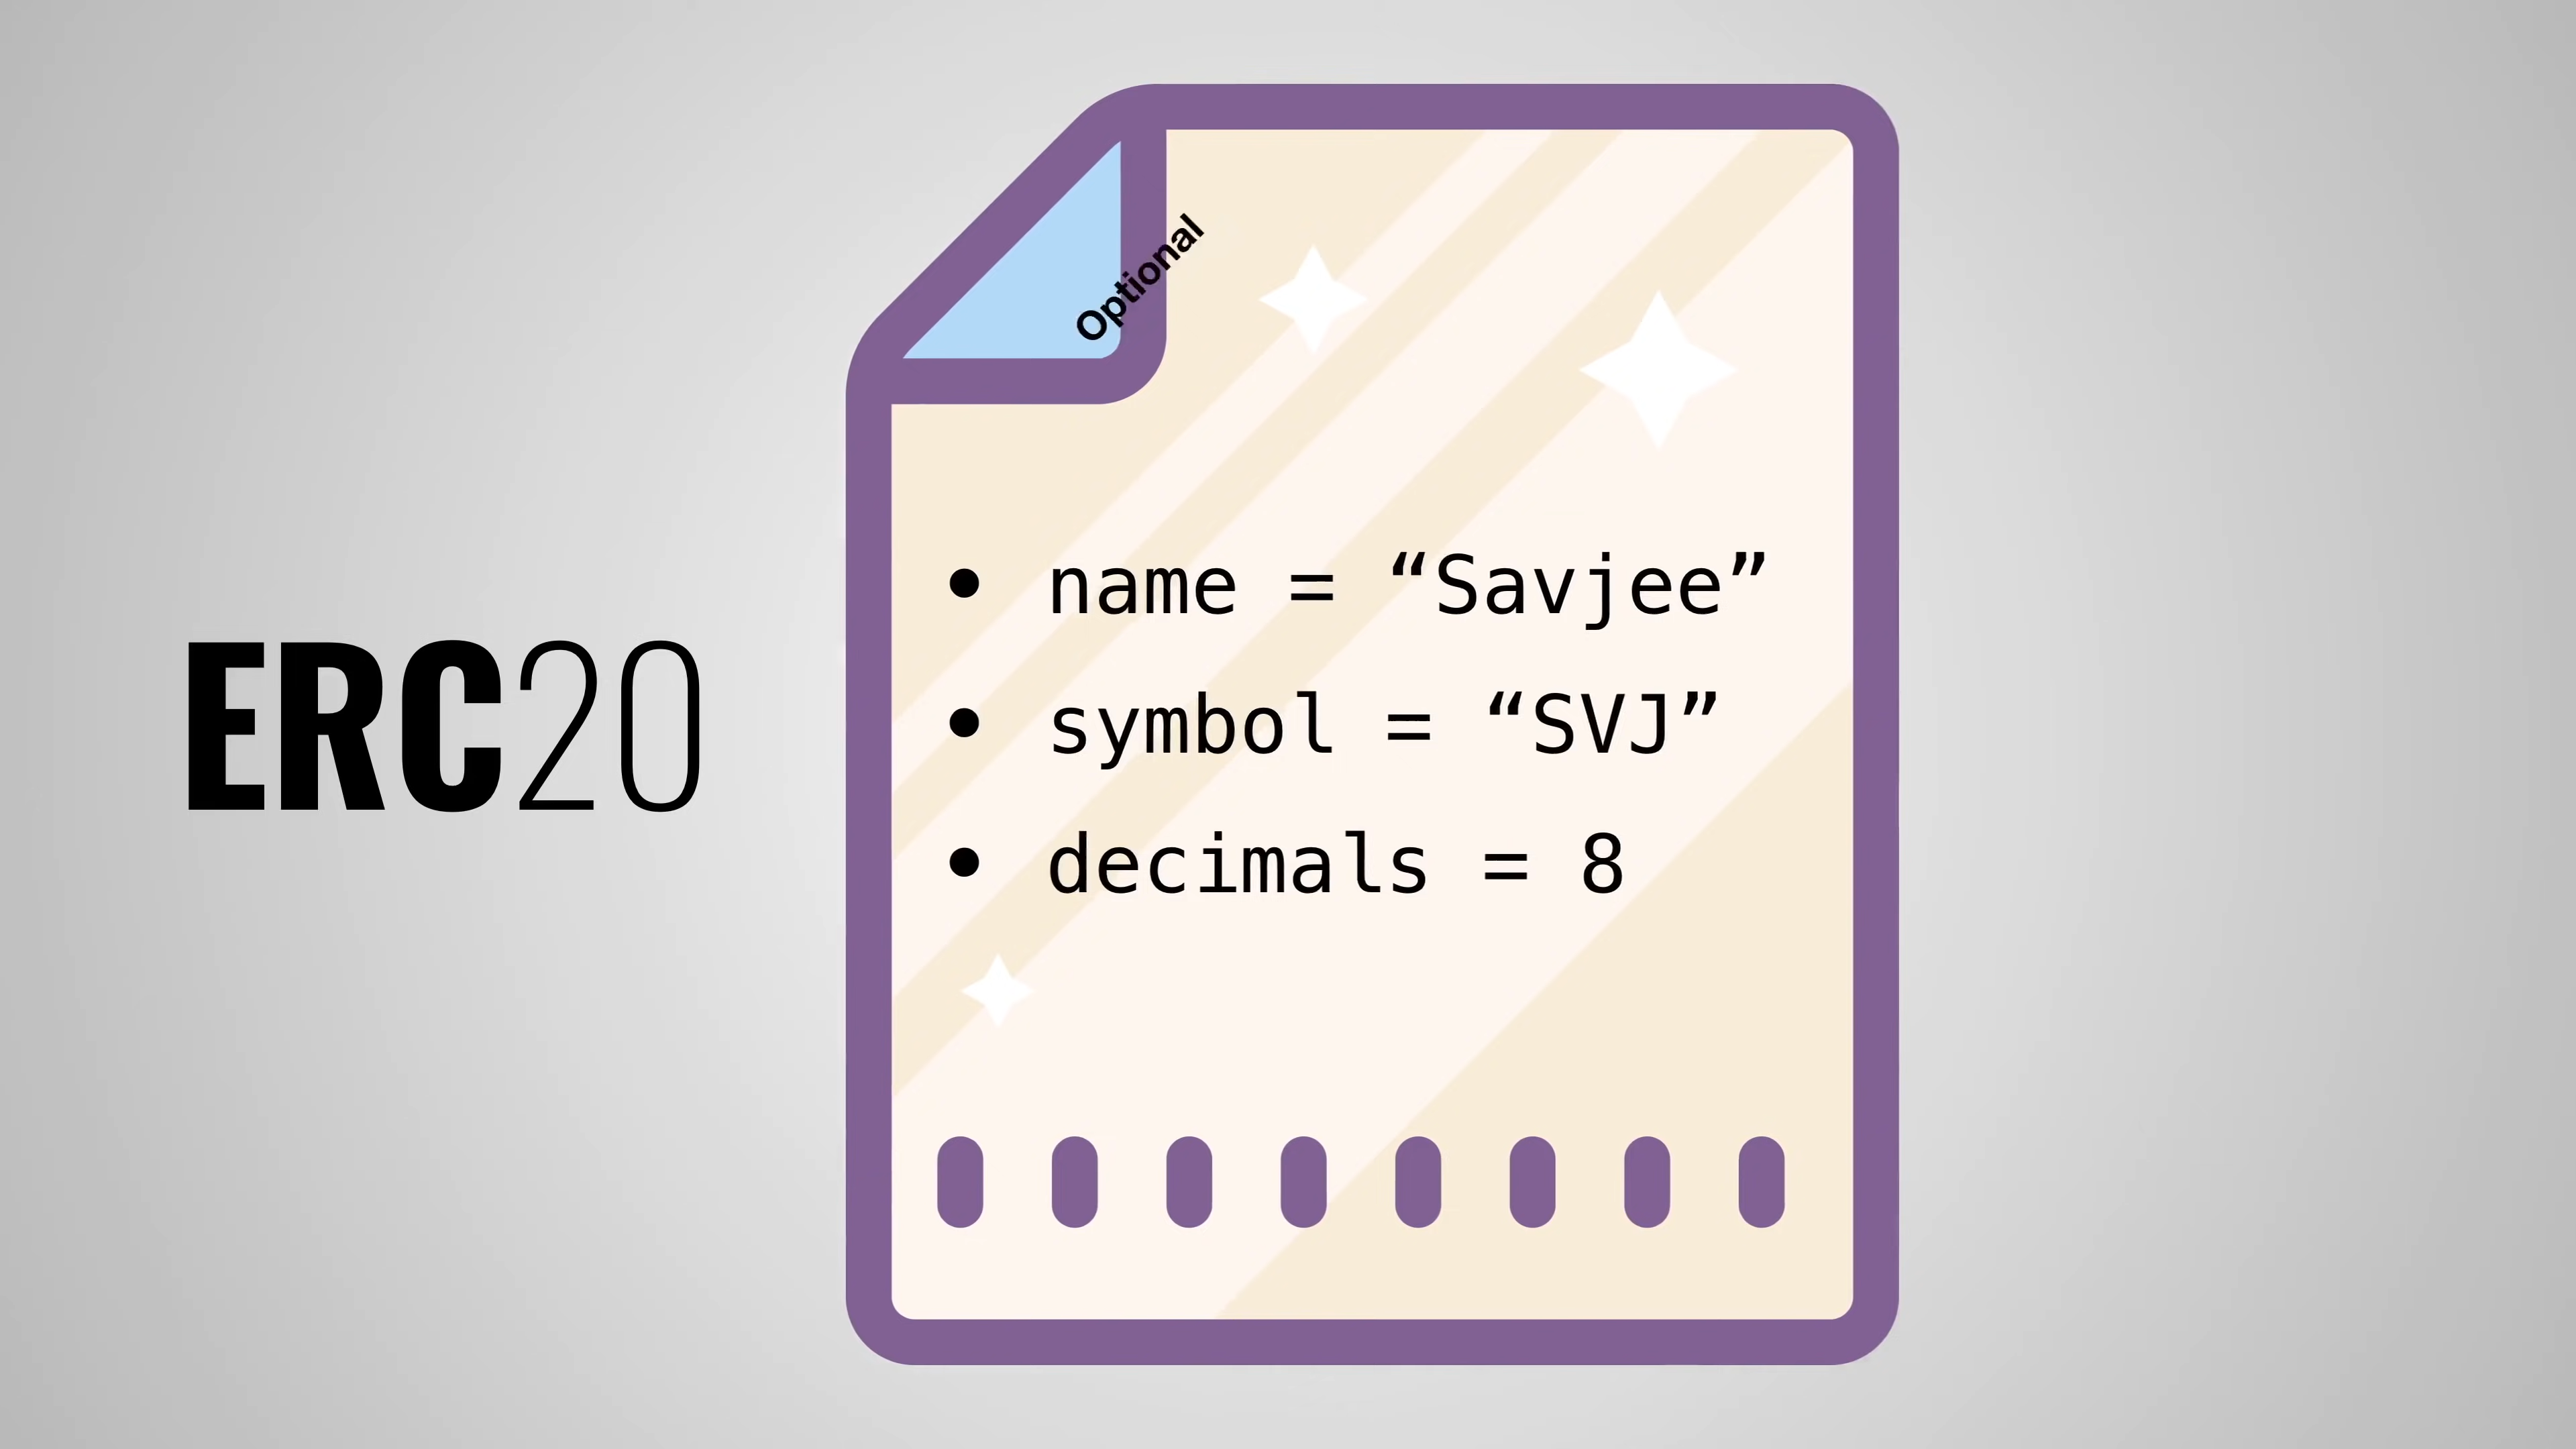 ERC20
Optional
• name = “Savjee”
• symbol = “SVJ”
• decimals = 8